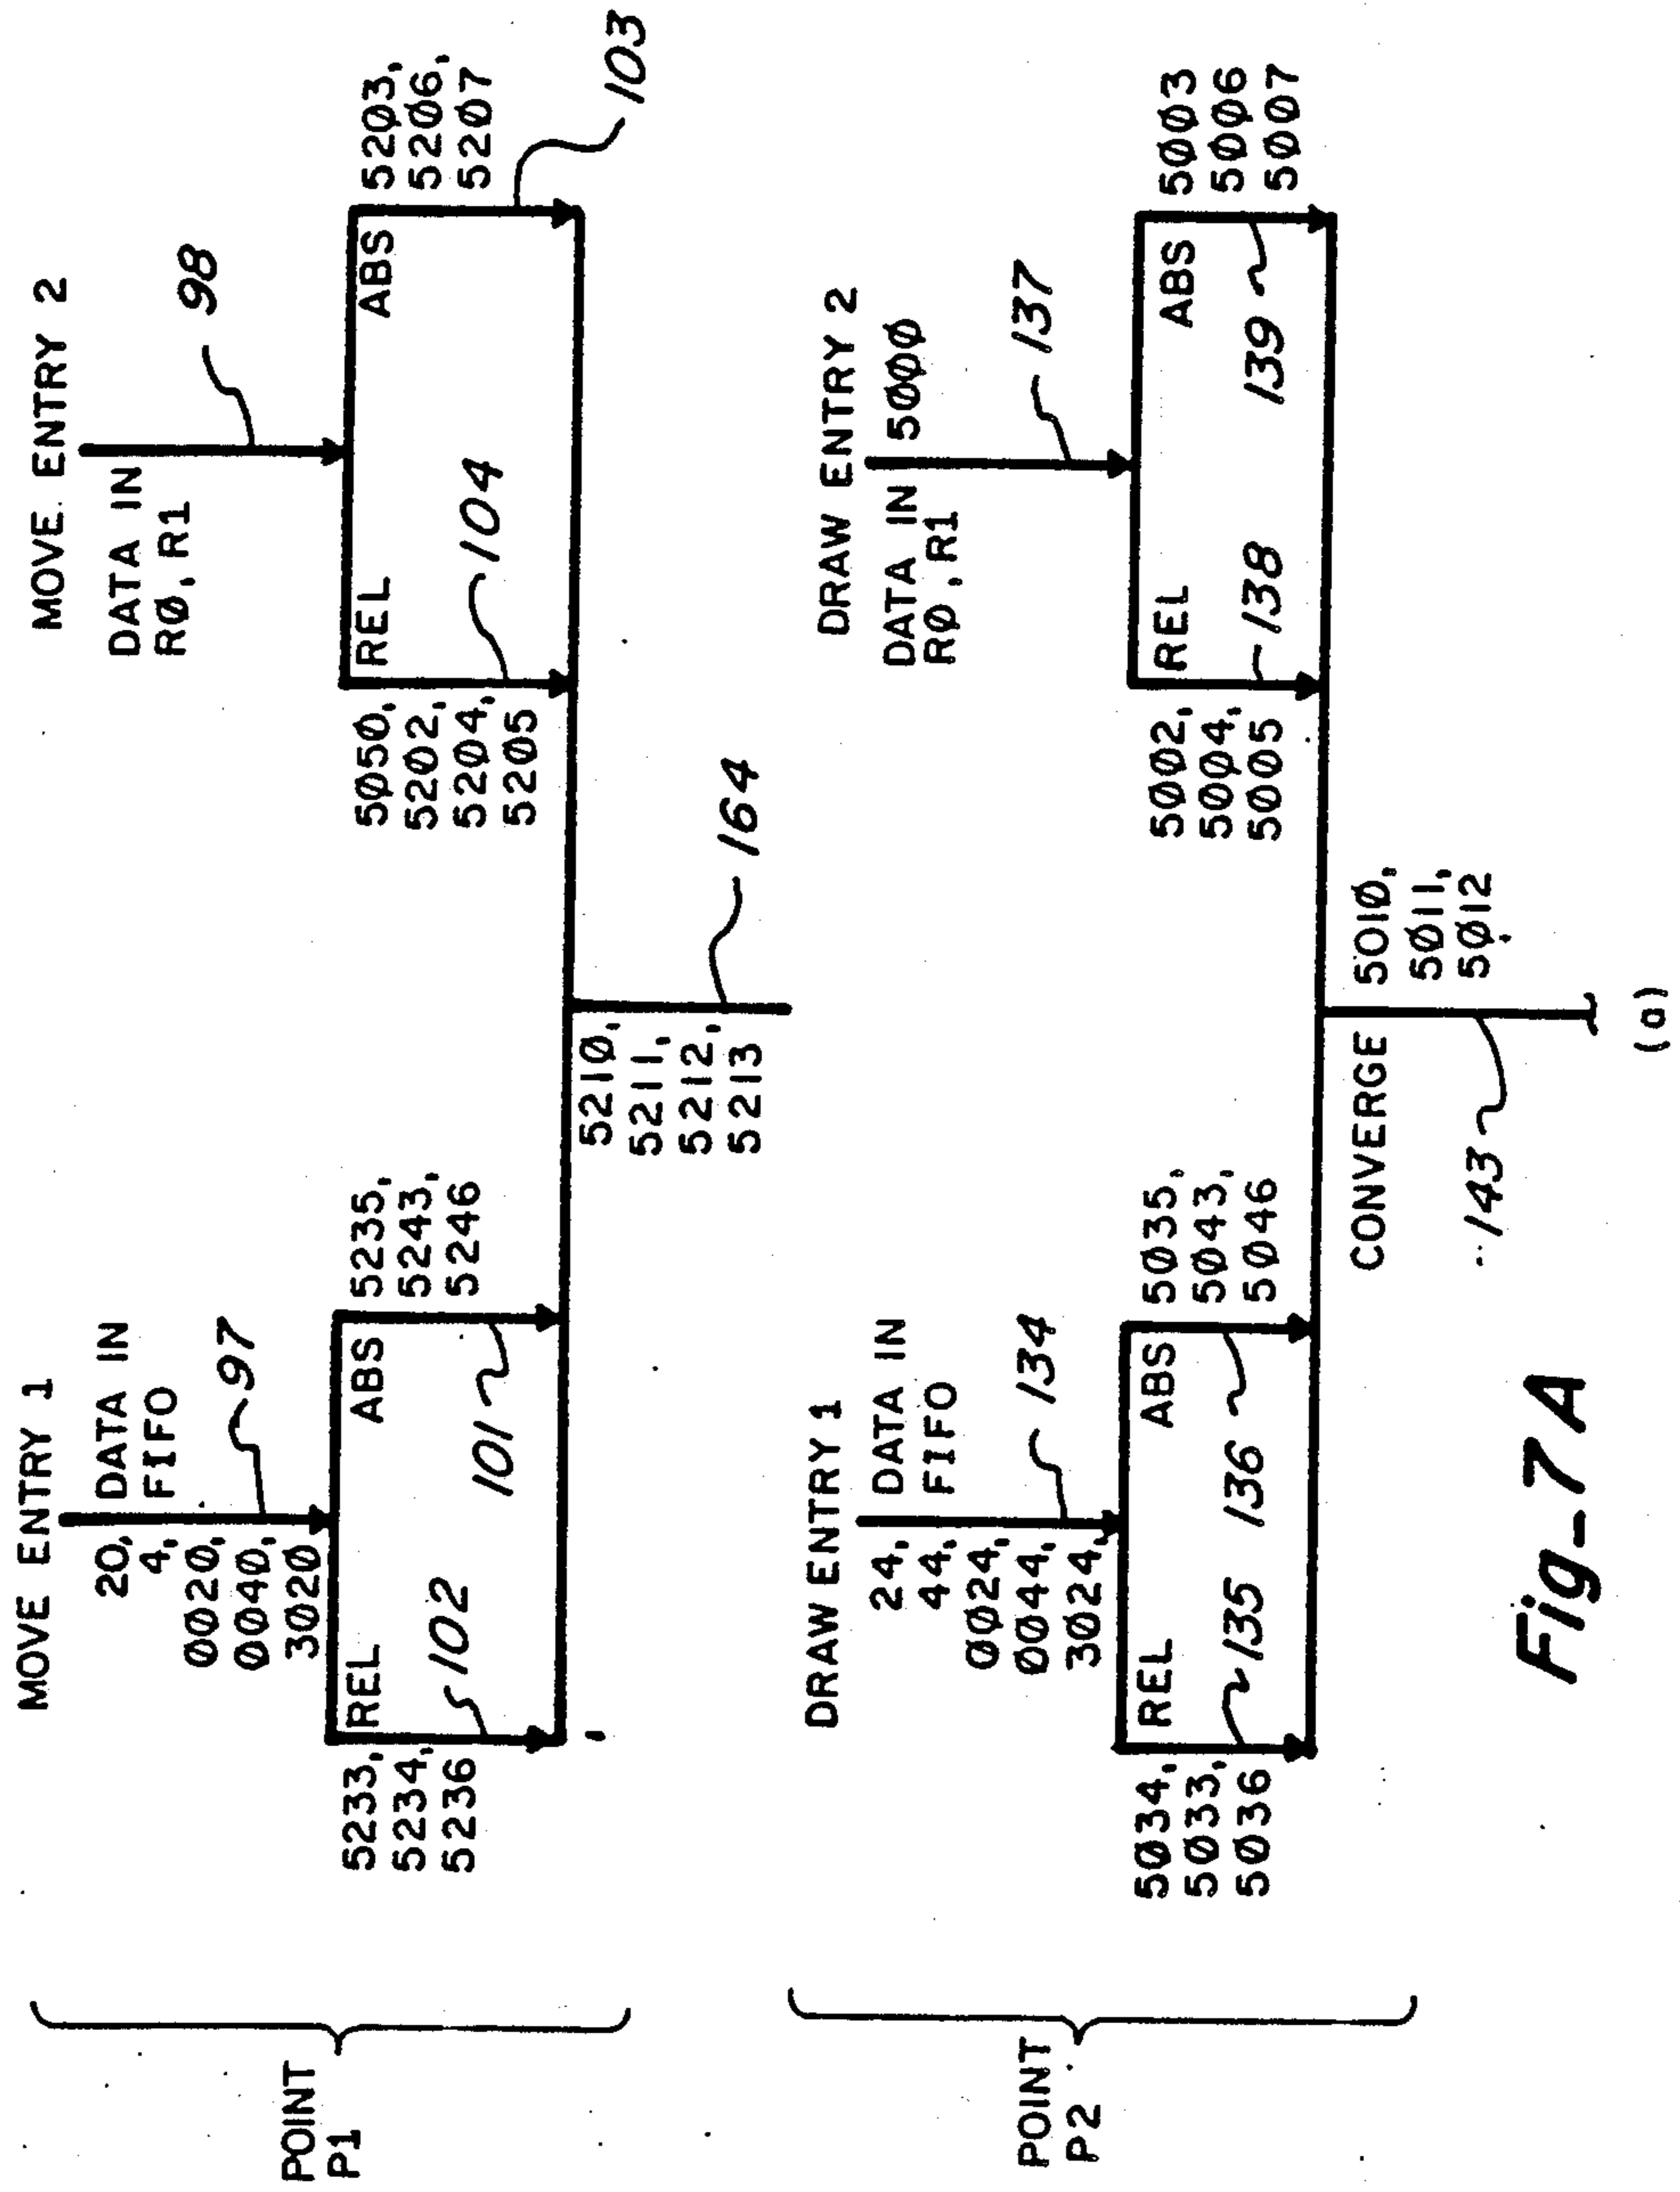 POINT
P1
MOVE ENTRY 1
20,
4,
0020,
0040,
3020
DATA IN
FIFO
97
REL
102
5233,
5234,
5236
ABS
101
5235,
5243,
5246
MOVE ENTRY 2
DATA IN
R0, R1
98
REL
104
5050,
5202,
5204,
5205
ABS
5203,
5206,
5207
103
5210,
5211,
5212,
5213
164
POINT
P2
DRAW ENTRY 1
24,
44,
0024,
0044,
3024,
DATA IN
FIFO
134
REL
135
5034,
5033,
5036
ABS
136
5035,
5043,
5046
DRAW ENTRY 2
DATA IN
R0, R1
5000
137
REL
138
5002,
5004,
5005
ABS
139
5003
5006
5007
CONVERGE
143
5010,
5011,
5012
(a)
Fig-7A